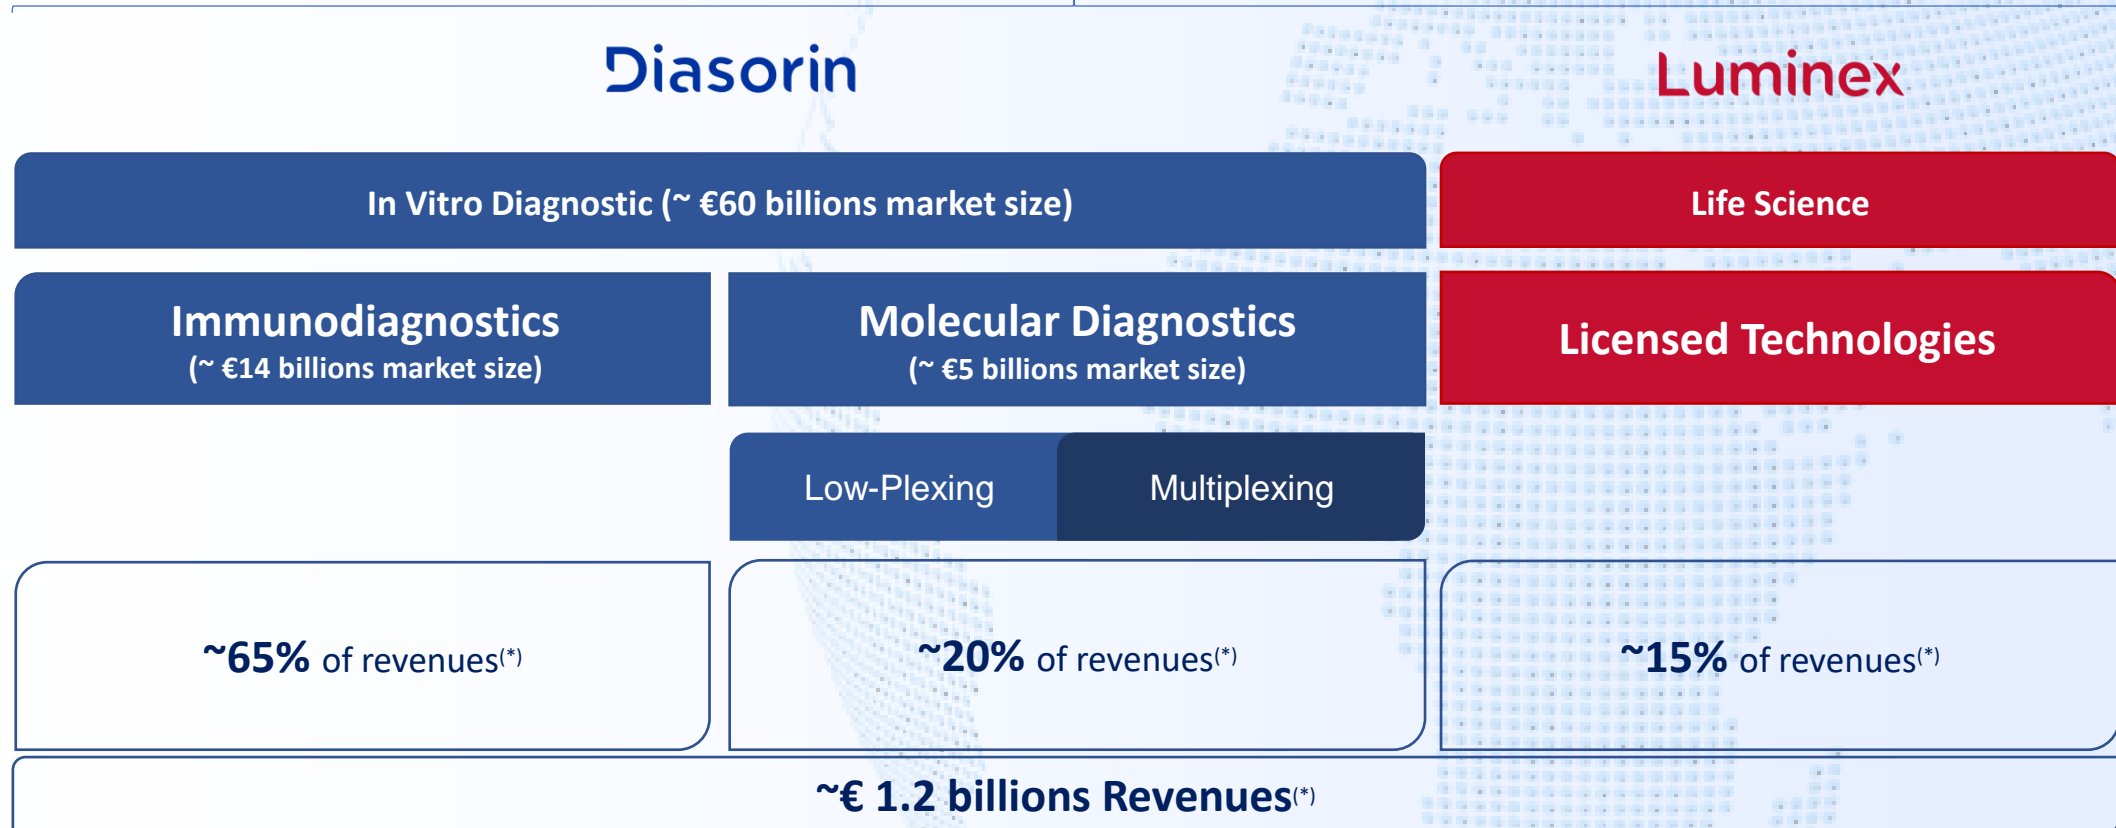 Diasorin
Luminex
In Vitro Diagnostic (~ €60 billions market size)
Life Science
Immunodiagnostics
(~ €14 billions market size)
Molecular Diagnostics
(~ €5 billions market size)
Licensed Technologies
Low-Plexing
Multiplexing
~65% of revenues(*)
~20% of revenues(*)
~15% of revenues(*)
~€ 1.2 billions Revenues(*)